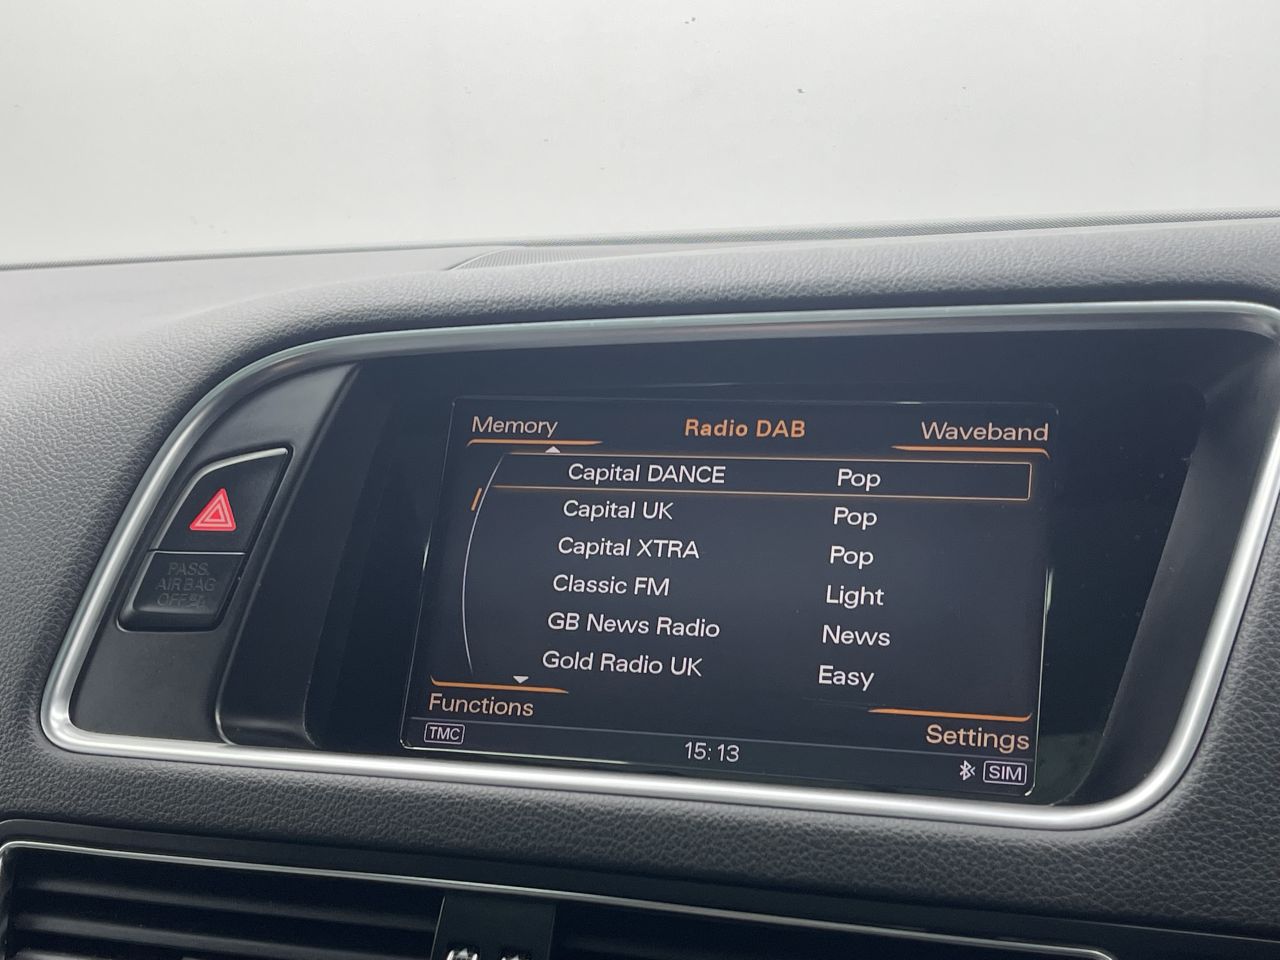 Memory Radio DAB Waveband
Capital DANCE Pop
Capital UK Pop
Capital XTRA Pop
Classic FM Light
GB News Radio News
Gold Radio UK Easy
Functions Settings
TMC 15:13 SIM
PASS.
AIR BAG
OFF